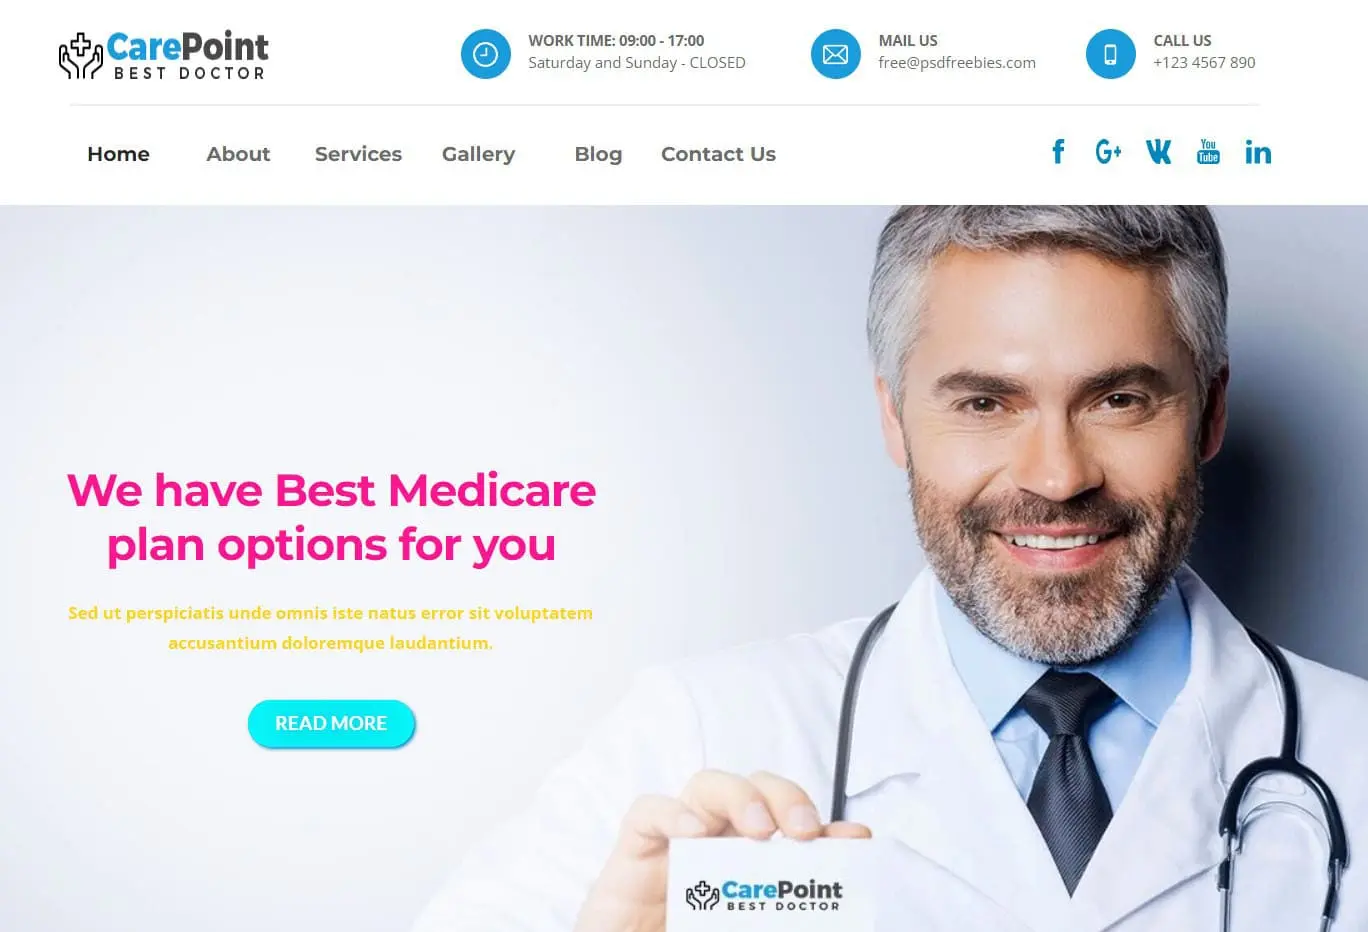 CarePoint
BEST DOCTOR
WORK TIME: 09:00 - 17:00
Saturday and Sunday - CLOSED
MAIL US
free@psdfreebies.com
CALL US
+123 4567 890
Home About Services Gallery Blog Contact Us
f G+ VK You Tube in
We have Best Medicare
plan options for you
Sed ut perspiciatis unde omnis iste natus error sit voluptatem
accusantium doloremque laudantium.
READ MORE
CarePoint
BEST DOCTOR